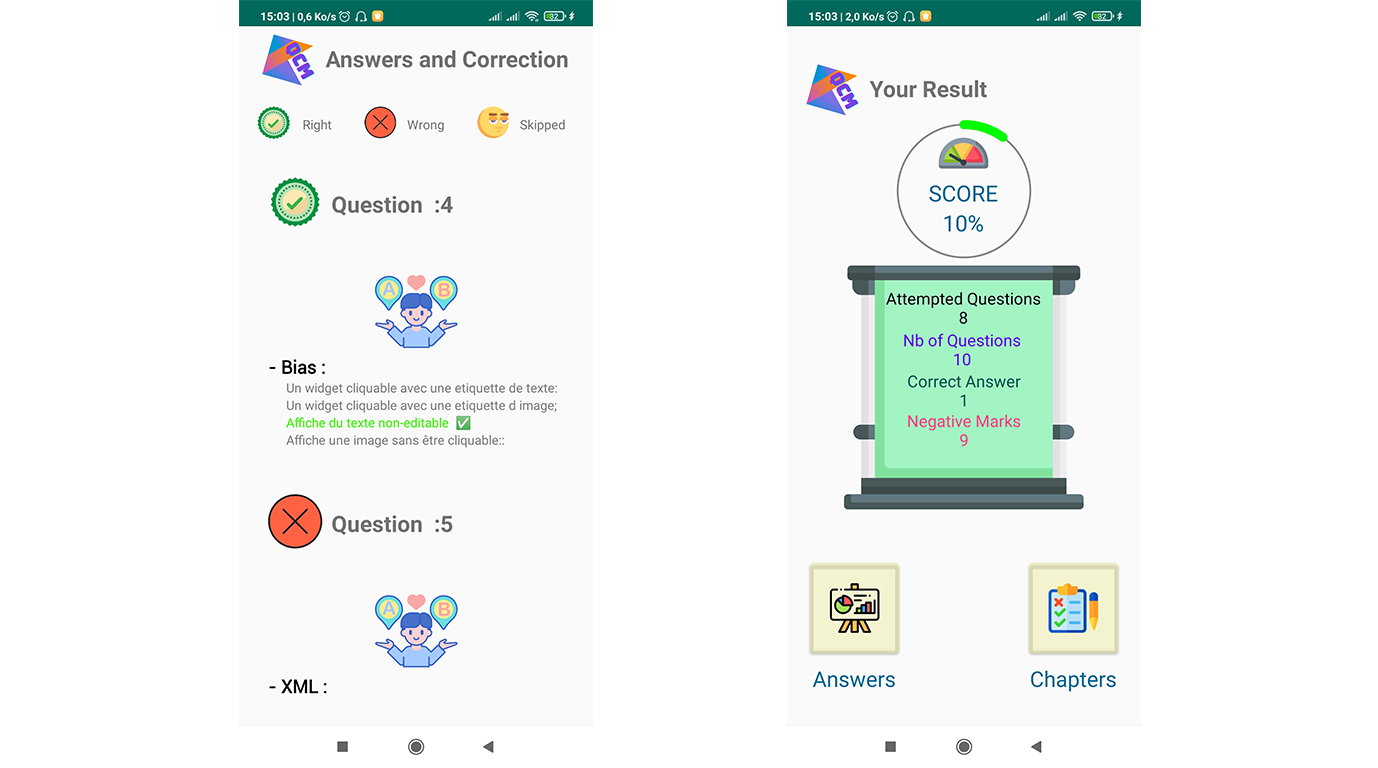 15:03 | 0,6 Ko/s
32
QCM
Answers and Correction
Right
Wrong
Skipped
Question :4
A B
- Bias :
Un widget cliquable avec une etiquette de texte:
Un widget cliquable avec une etiquette d image;
Affiche du texte non-editable ✅
Affiche une image sans être cliquable::
Question :5
A B
- XML :
15:03 | 2,0 Ko/s
32
QCM
Your Result
SCORE
10%
Attempted Questions
8
Nb of Questions
10
Correct Answer
1
Negative Marks
9
Answers
Chapters